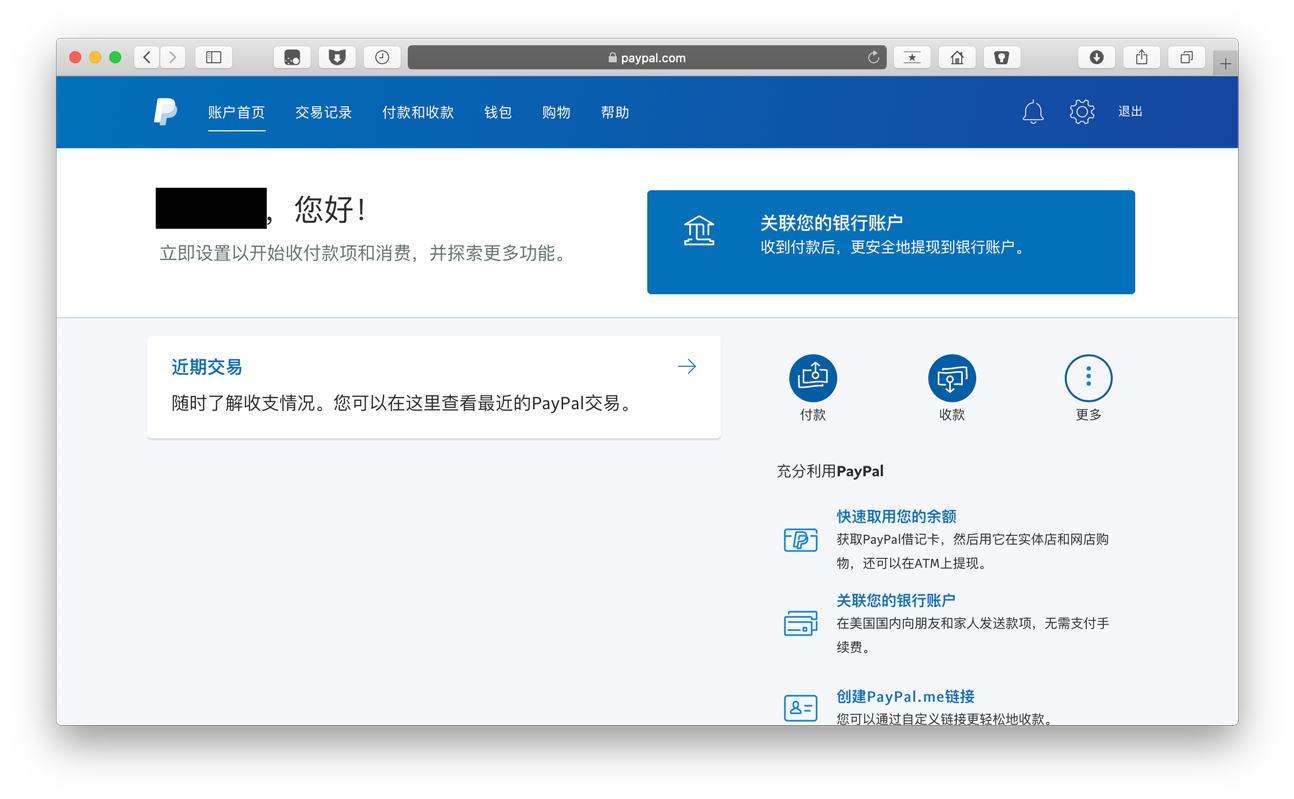 paypal.com
账户首页 交易记录 付款和收款 钱包 购物 帮助 退出
，您好！
立即设置以开始收付款项和消费，并探索更多功能。
关联您的银行账户
收到付款后，更安全地提现到银行账户。
近期交易
随时了解收支情况。您可以在这里查看最近的PayPal交易。
付款 收款 更多
充分利用PayPal
快速取用您的余额
获取PayPal借记卡，然后用它在实体店和网店购
物，还可以在ATM上提现。
关联您的银行账户
在美国国内向朋友和家人发送款项，无需支付手
续费。
创建PayPal.me链接
您可以通过自定义链接更轻松地收款。